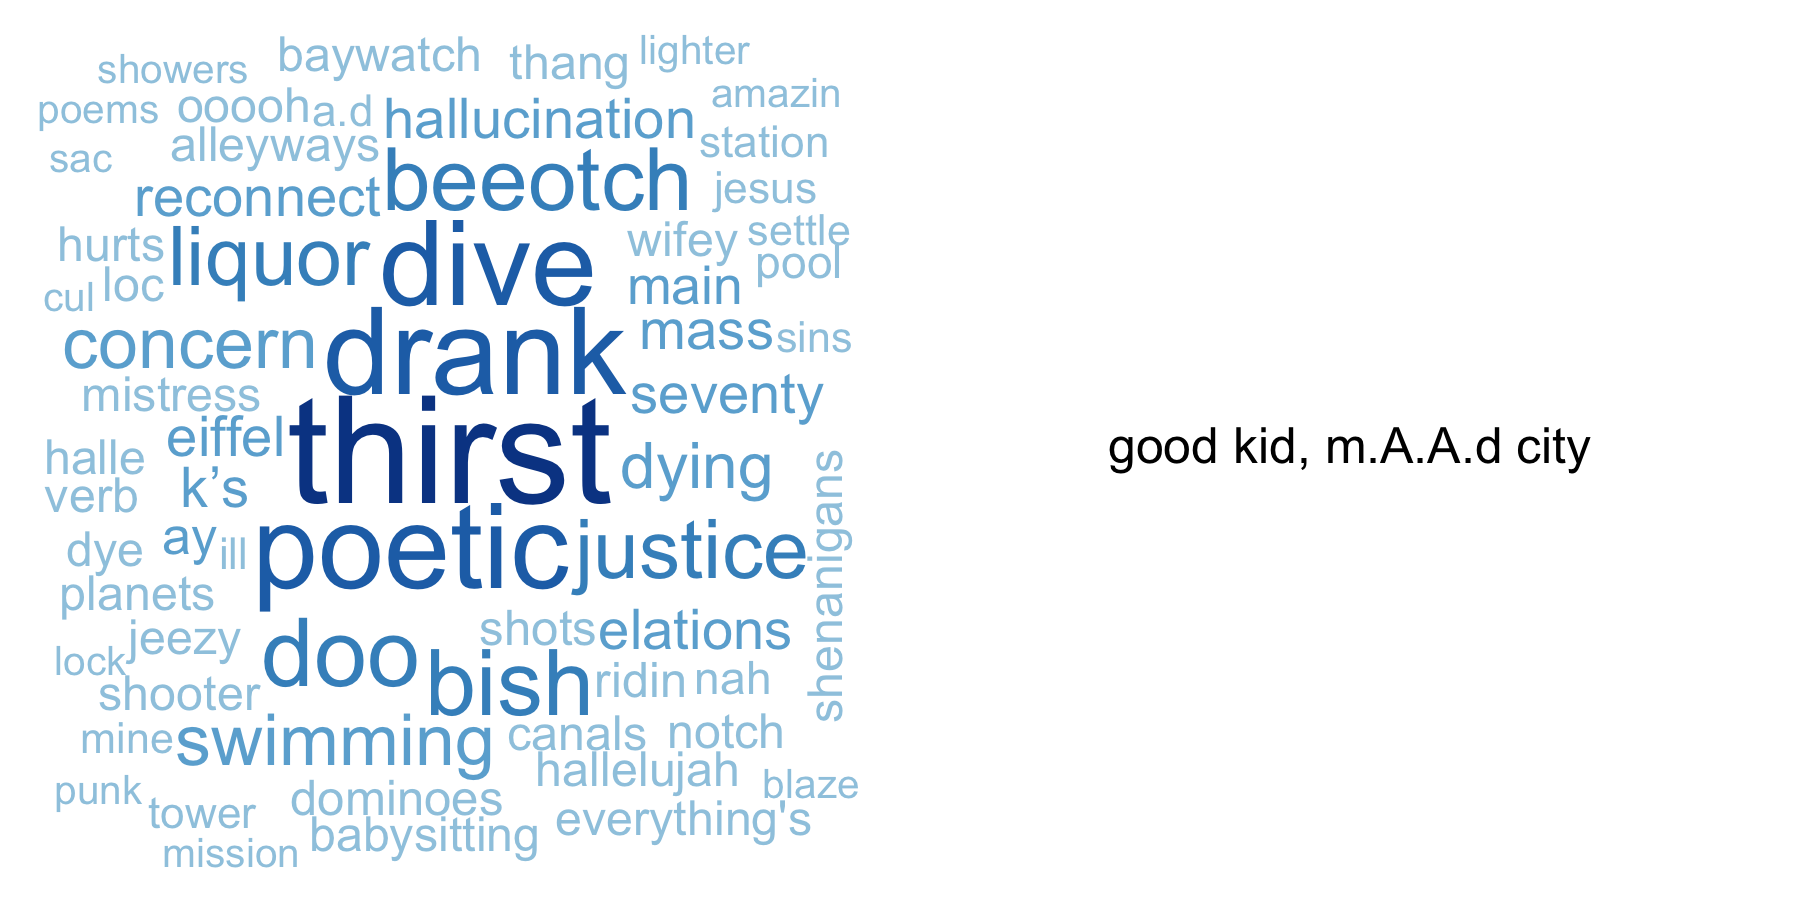 showers baywatch thang lighter
poems ooooh a.d hallucination amazin
sac alleyways beeotch station
reconnect jesus
hurts liquor dive wifey settle
cul loc main pool
concern drank mass sins
mistress seventy
eiffel thirst
halle dying
verb k’s
dye ay ill poetic justice shenanigans
planets
jeezy doo shots elations
lock bish ridin nah
shooter
mine swimming canals notch
hallelujah
punk dominoes blaze
tower babysitting everything's
mission
good kid, m.A.A.d city